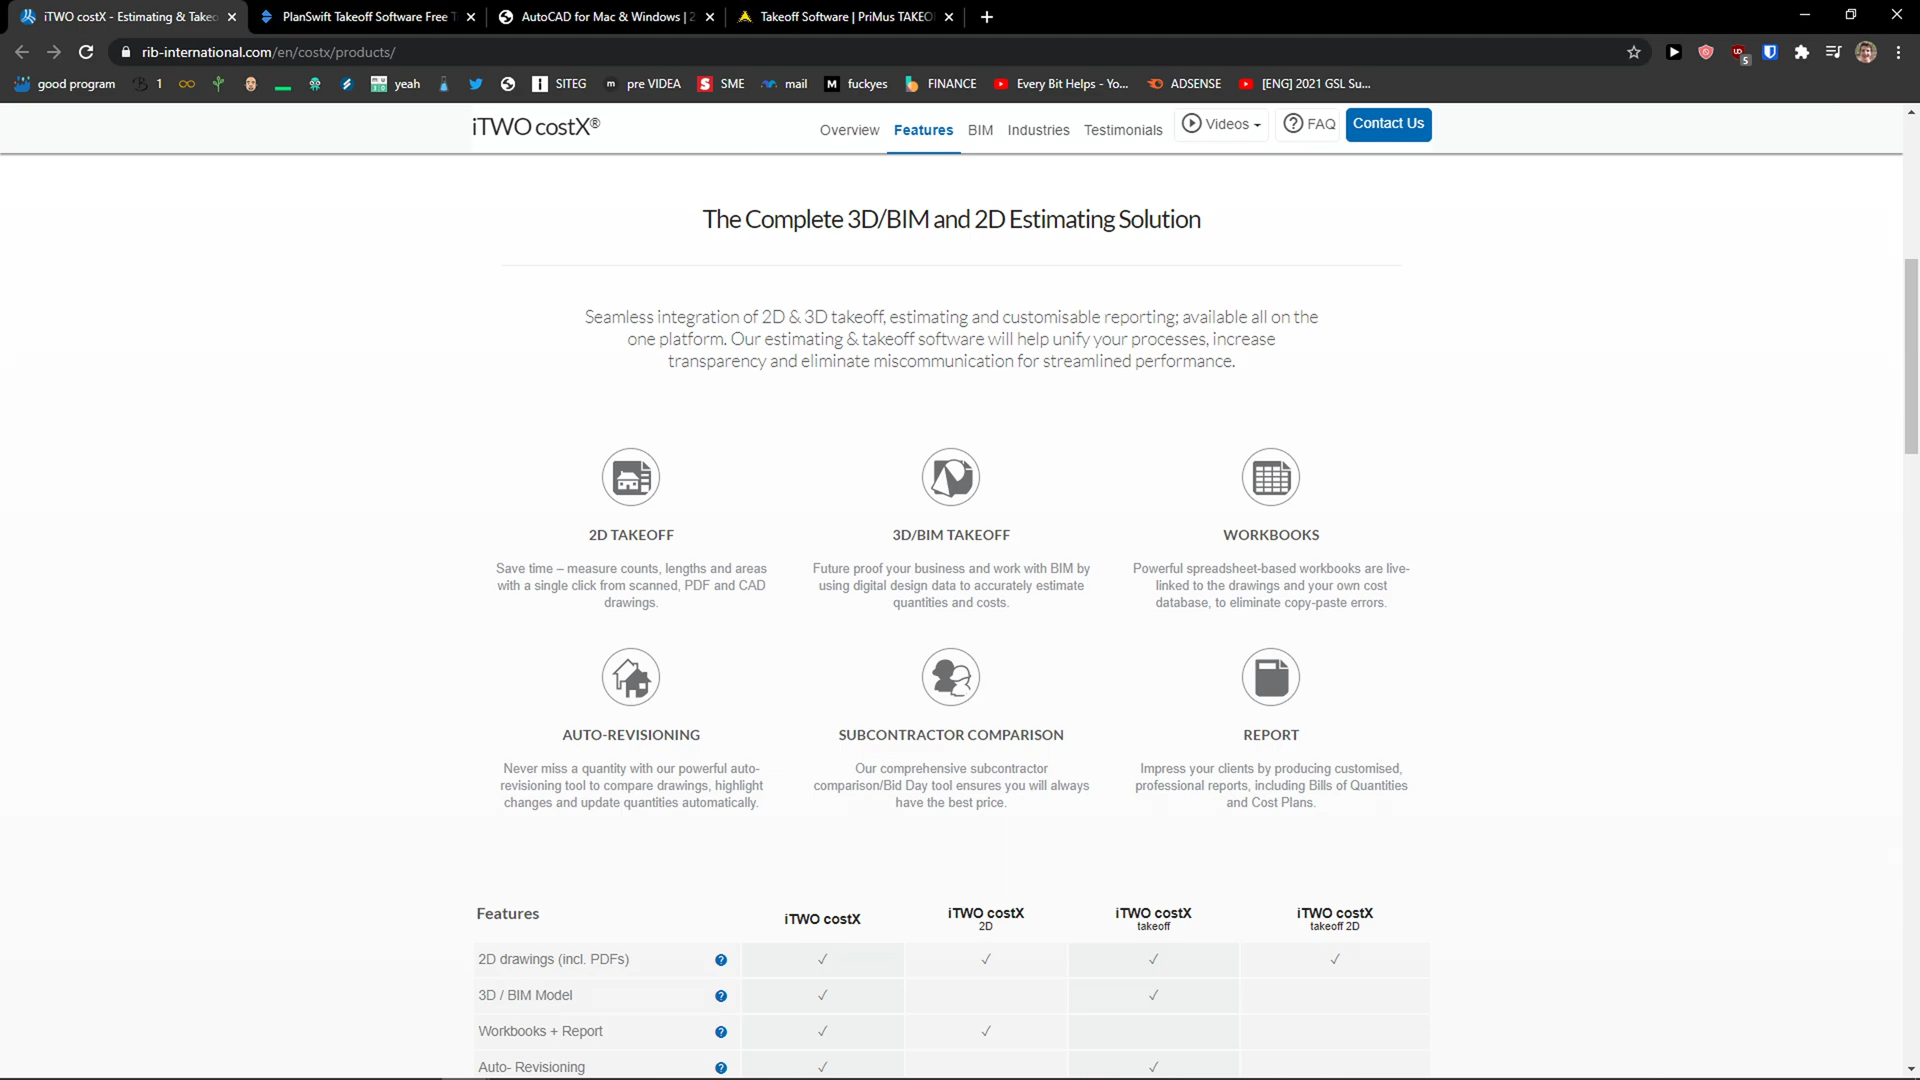 iTWO costX - Estimating & Takeo
PlanSwift Takeoff Software Free T
AutoCAD for Mac & Windows | 2
Takeoff Software | PriMus TAKEO
rib-international.com/en/costx/products/
5
good program
1
yeah
SITEG
pre VIDEA
SME
mail
fuckyes
FINANCE
Every Bit Helps - Yo...
ADSENSE
[ENG] 2021 GSL Su...
iTWO costX®
Overview
Features
BIM
Industries
Testimonials
Videos
FAQ
Contact Us
The Complete 3D/BIM and 2D Estimating Solution
Seamless integration of 2D & 3D takeoff, estimating and customisable reporting; available all on the
one platform. Our estimating & takeoff software will help unify your processes, increase
transparency and eliminate miscommunication for streamlined performance.
2D TAKEOFF
Save time – measure counts, lengths and areas
with a single click from scanned, PDF and CAD
drawings.
3D/BIM TAKEOFF
Future proof your business and work with BIM by
using digital design data to accurately estimate
quantities and costs.
WORKBOOKS
Powerful spreadsheet-based workbooks are live-
linked to the drawings and your own cost
database, to eliminate copy-paste errors.
AUTO-REVISIONING
Never miss a quantity with our powerful auto-
revisioning tool to compare drawings, highlight
changes and update quantities automatically.
SUBCONTRACTOR COMPARISON
Our comprehensive subcontractor
comparison/Bid Day tool ensures you will always
have the best price.
REPORT
Impress your clients by producing customised,
professional reports, including Bills of Quantities
and Cost Plans.
Features
iTWO costX
iTWO costX
2D
iTWO costX
takeoff
iTWO costX
takeoff 2D
2D drawings (incl. PDFs) ? ✓ ✓ ✓ ✓
3D / BIM Model ? ✓ ✓
Workbooks + Report ? ✓ ✓
Auto- Revisioning ? ✓ ✓